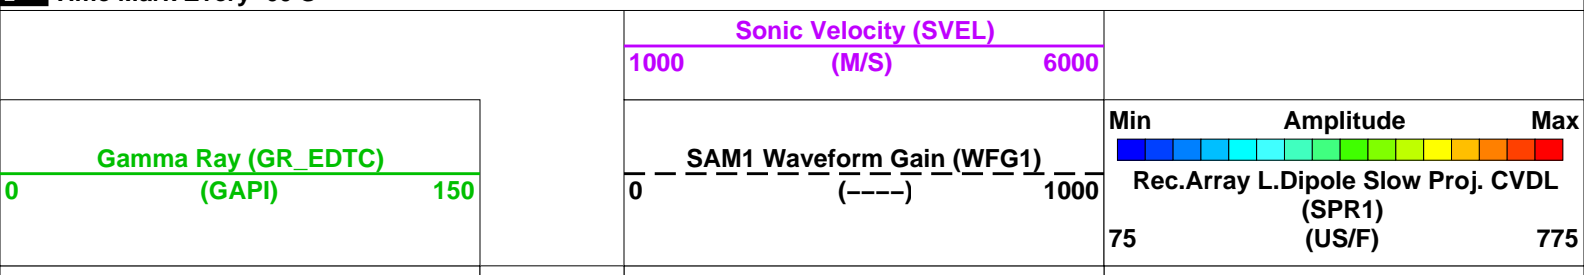 Sonic Velocity (SVEL)
1000 (M/S) 6000
Min Amplitude Max
Gamma Ray (GR_EDTC)
0 (GAPI) 150
SAM1 Waveform Gain (WFG1)
0 (----) 1000
Rec.Array L.Dipole Slow Proj. CVDL
(SPR1)
75 (US/F) 775